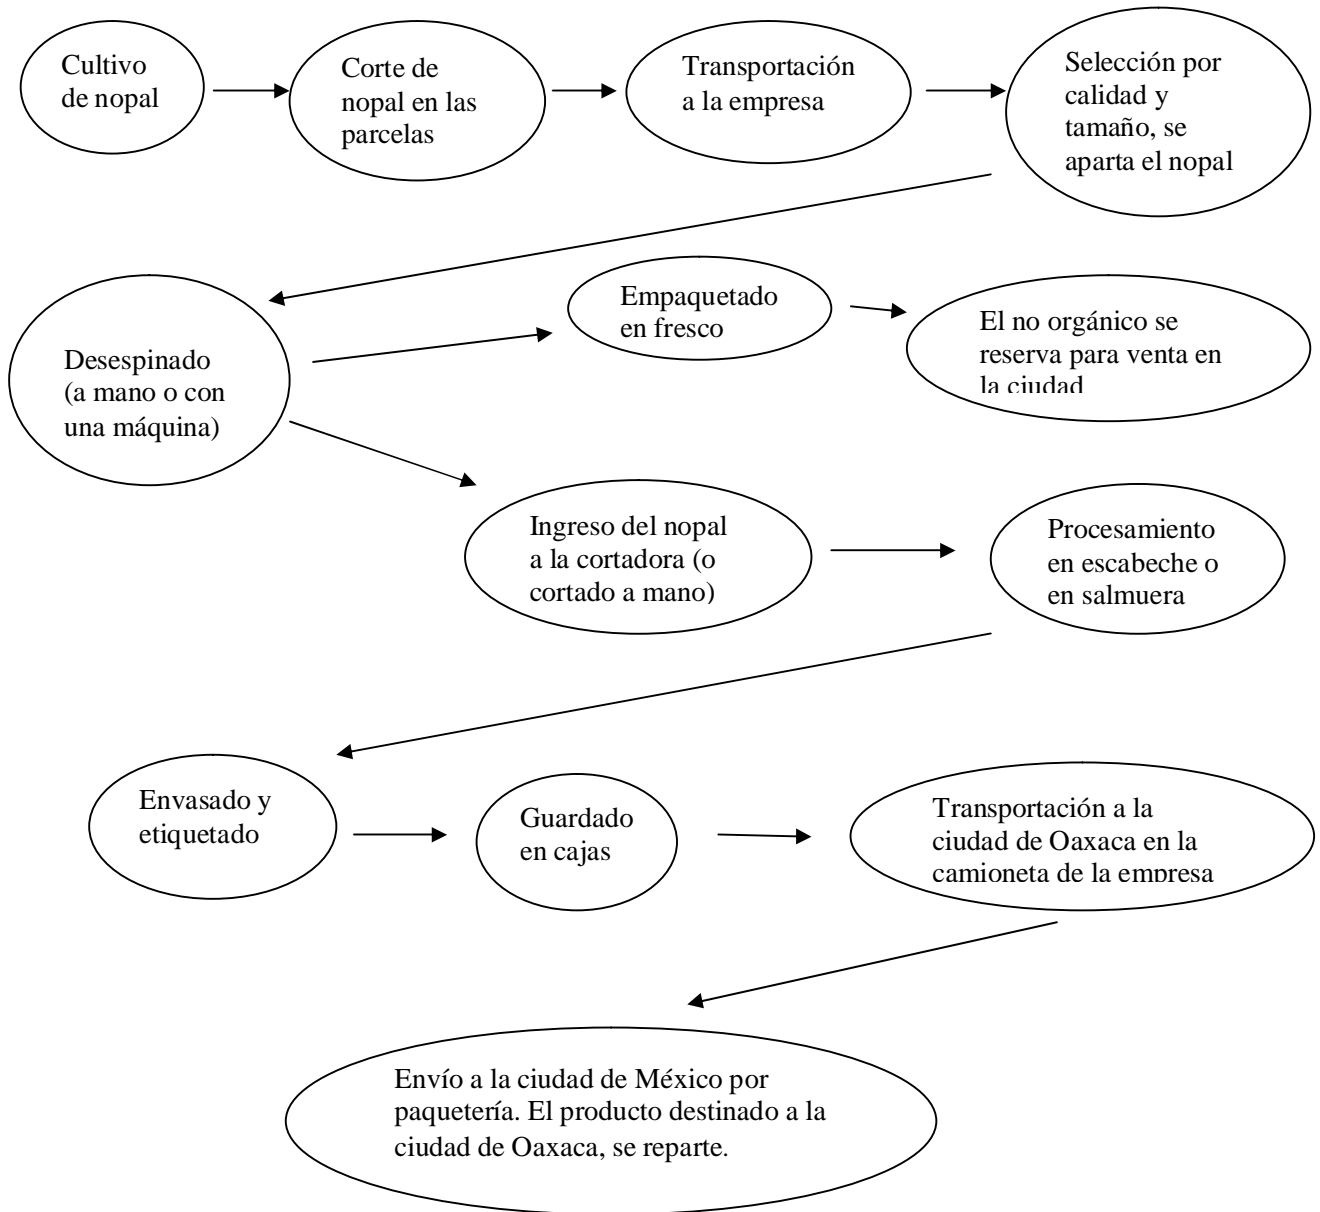 Cultivo
de nopal
Corte de
nopal en las
parcelas
Transportación
a la empresa
Selección por
calidad y
tamaño, se
aparta el nopal
Desespinado
(a mano o con
una máquina)
Empaquetado
en fresco
El no orgánico se
reserva para venta en
la ciudad
Ingreso del nopal
a la cortadora (o
cortado a mano)
Procesamiento
en escabeche o
en salmuera
Envasado y
etiquetado
Guardado
en cajas
Transportación a la
ciudad de Oaxaca en la
camioneta de la empresa
Envío a la ciudad de México por
paquetería. El producto destinado a la
ciudad de Oaxaca, se reparte.